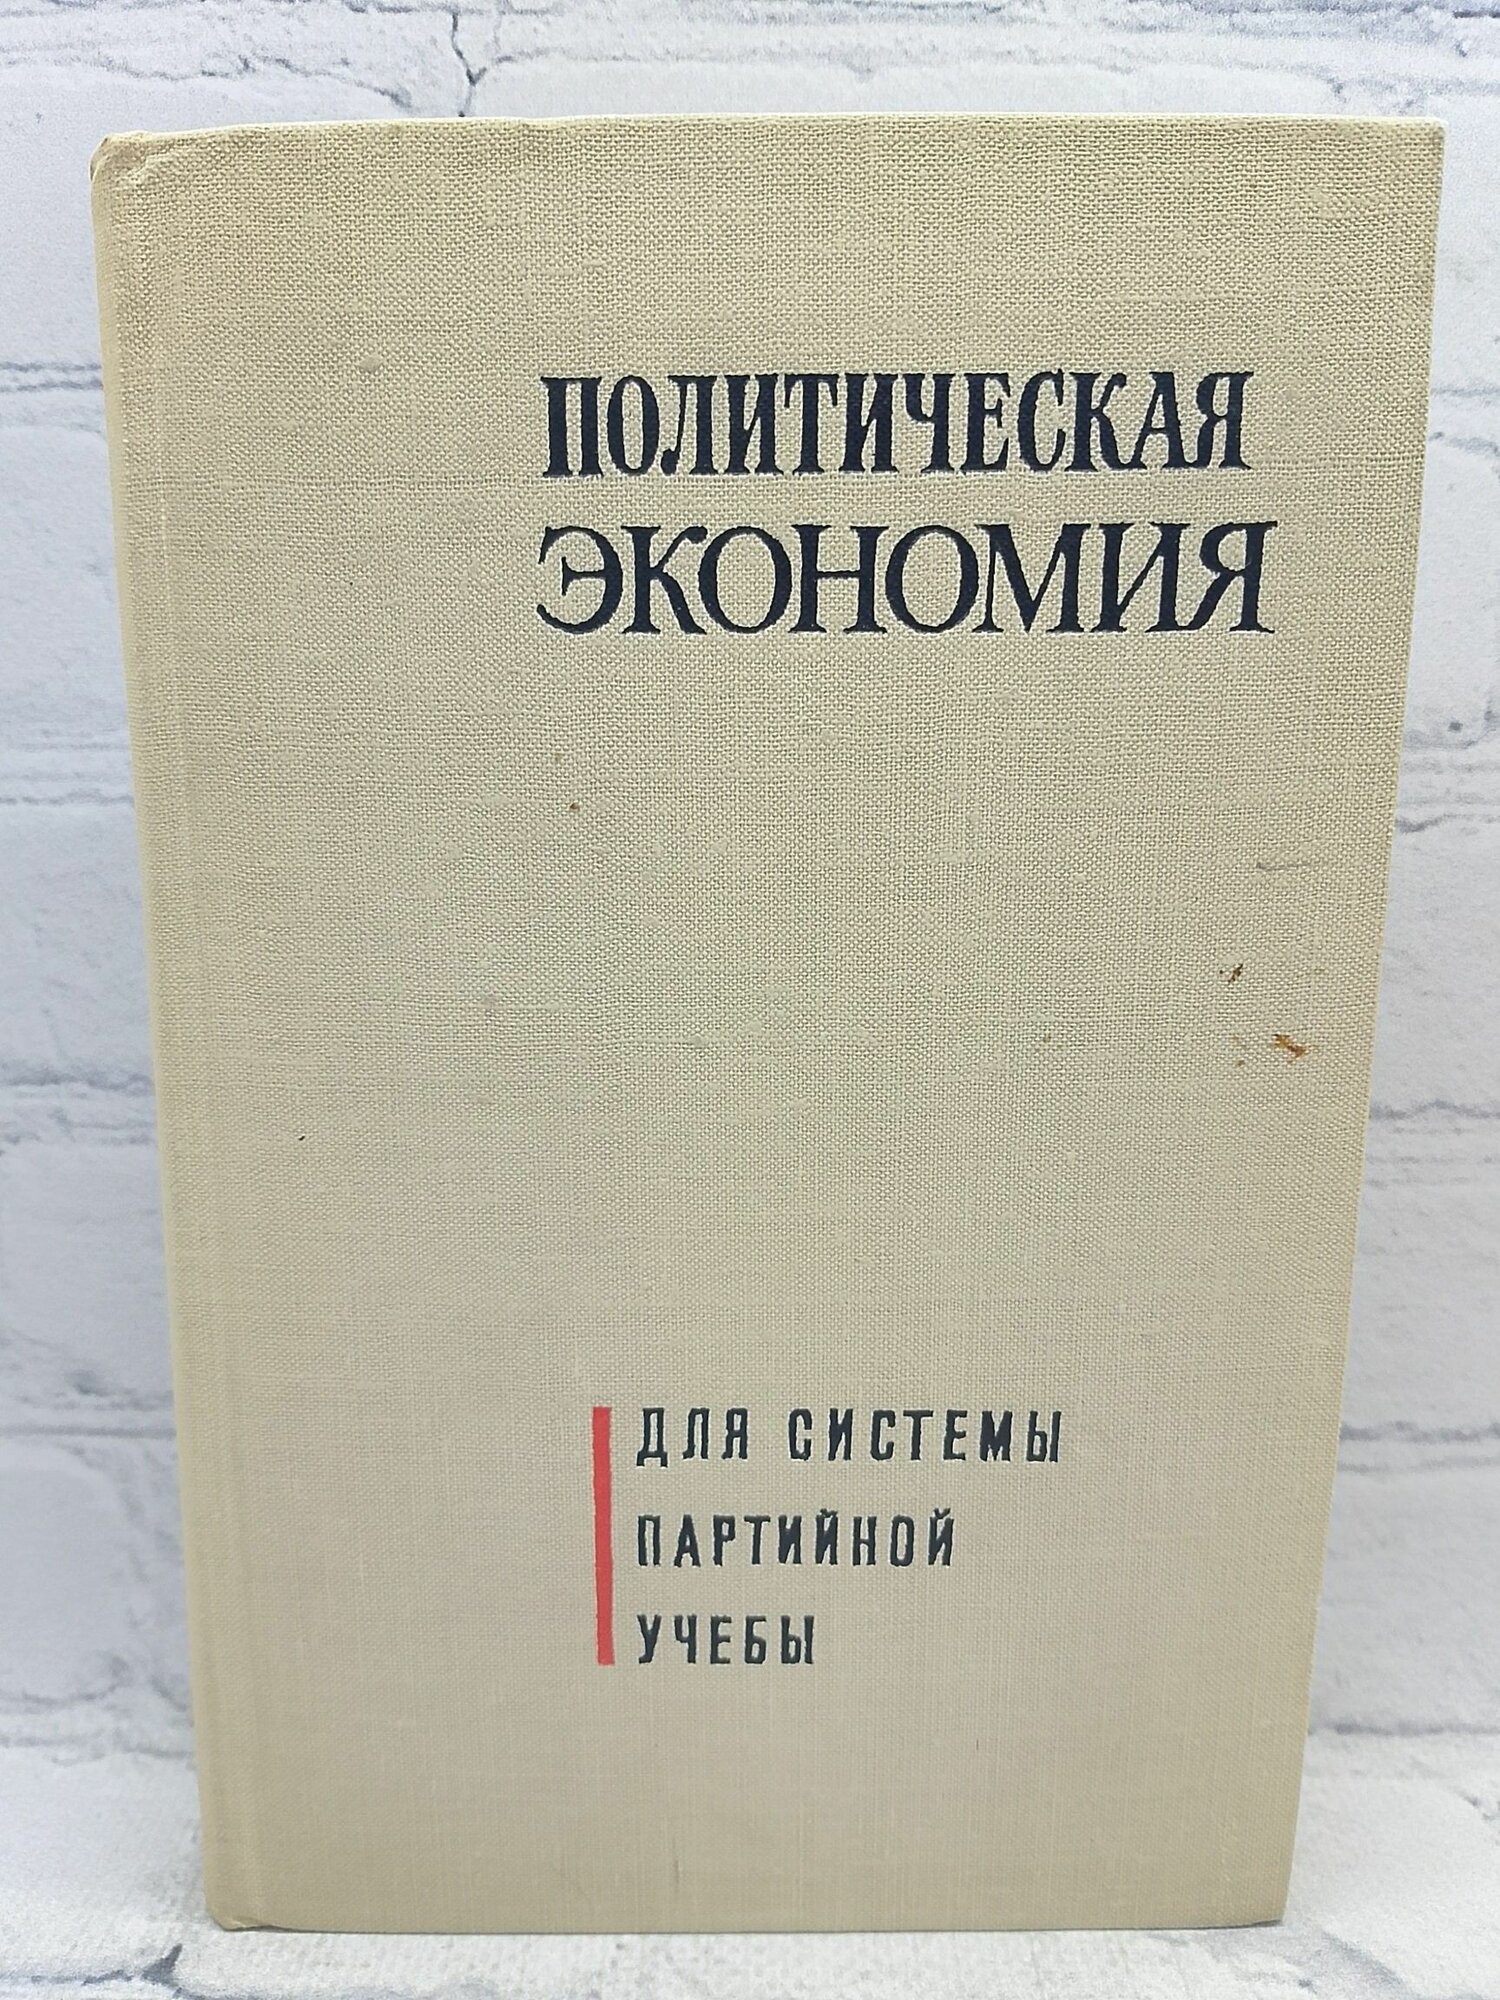 ПОЛИТИЧЕСКАЯ
ЭКОНОМИЯ
ДЛЯ СИСТЕМЫ
ПАРТИЙНОЙ
УЧЕБЫ